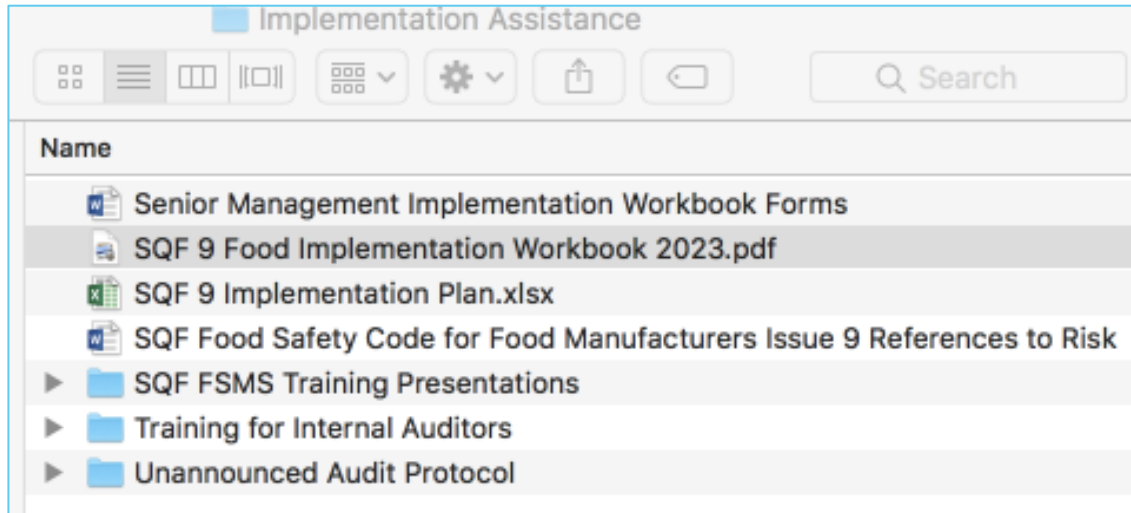 Implementation Assistance
Search
Name
Senior Management Implementation Workbook Forms
SQF 9 Food Implementation Workbook 2023.pdf
SQF 9 Implementation Plan.xlsx
SQF Food Safety Code for Food Manufacturers Issue 9 References to Risk
SQF FSMS Training Presentations
Training for Internal Auditors
Unannounced Audit Protocol